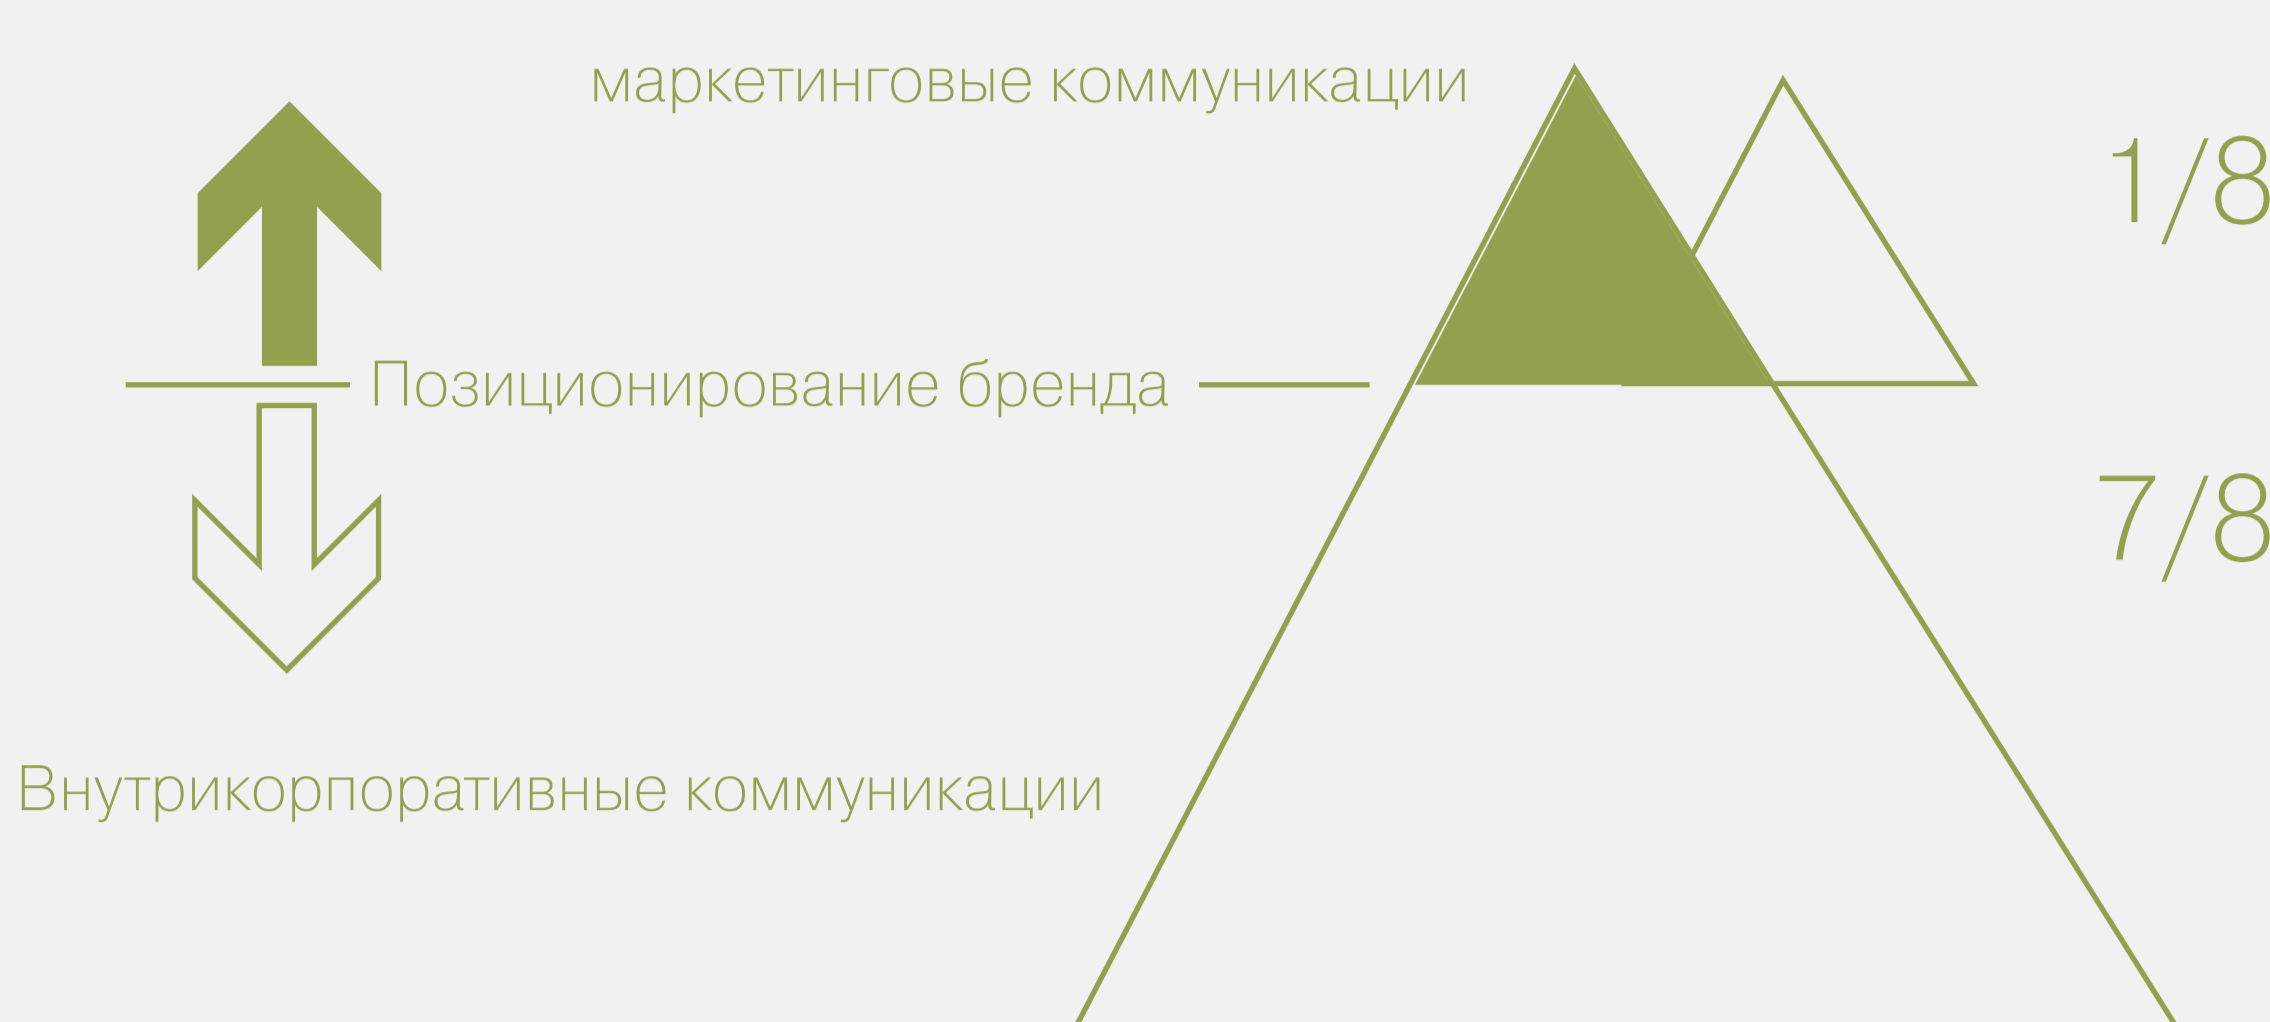 маркетинговые коммуникации
1/8
Позиционирование бренда
7/8
Внутрикорпоративные коммуникации